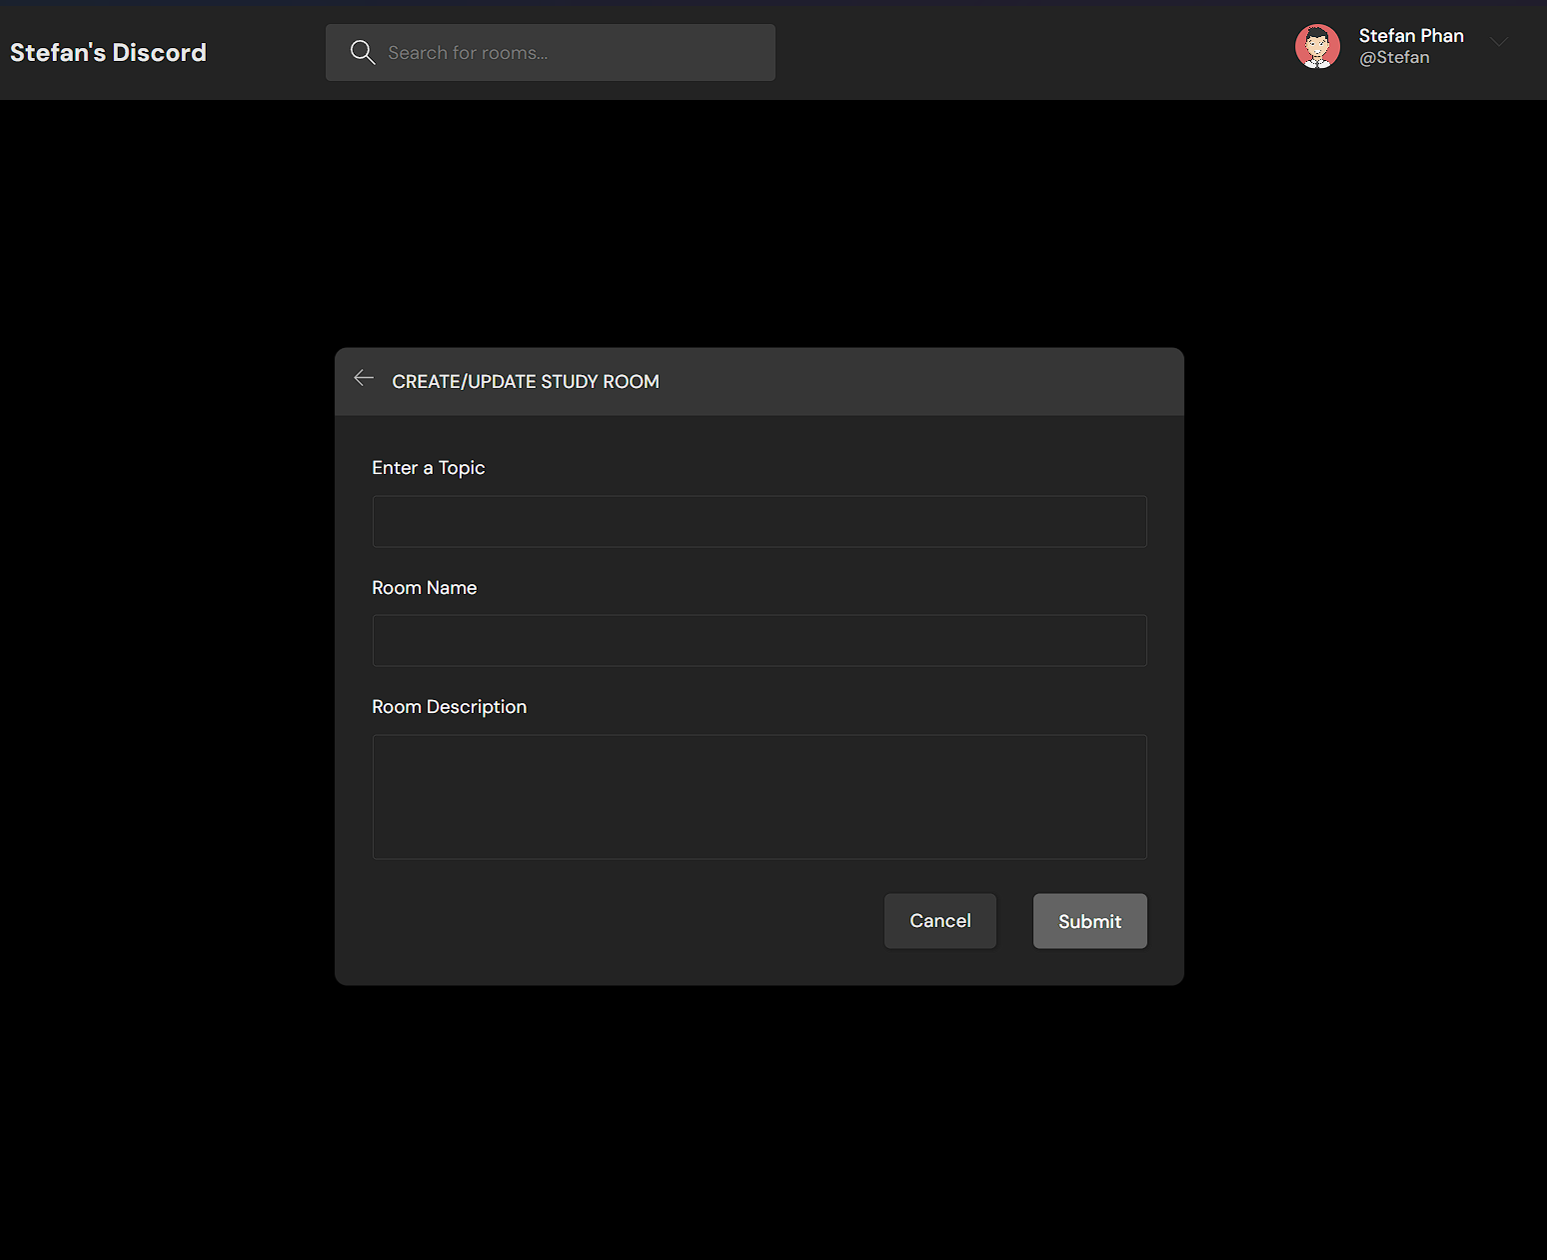 Stefan's Discord
Search for rooms...
Stefan Phan
@Stefan
CREATE/UPDATE STUDY ROOM
Enter a Topic
Room Name
Room Description
Cancel
Submit